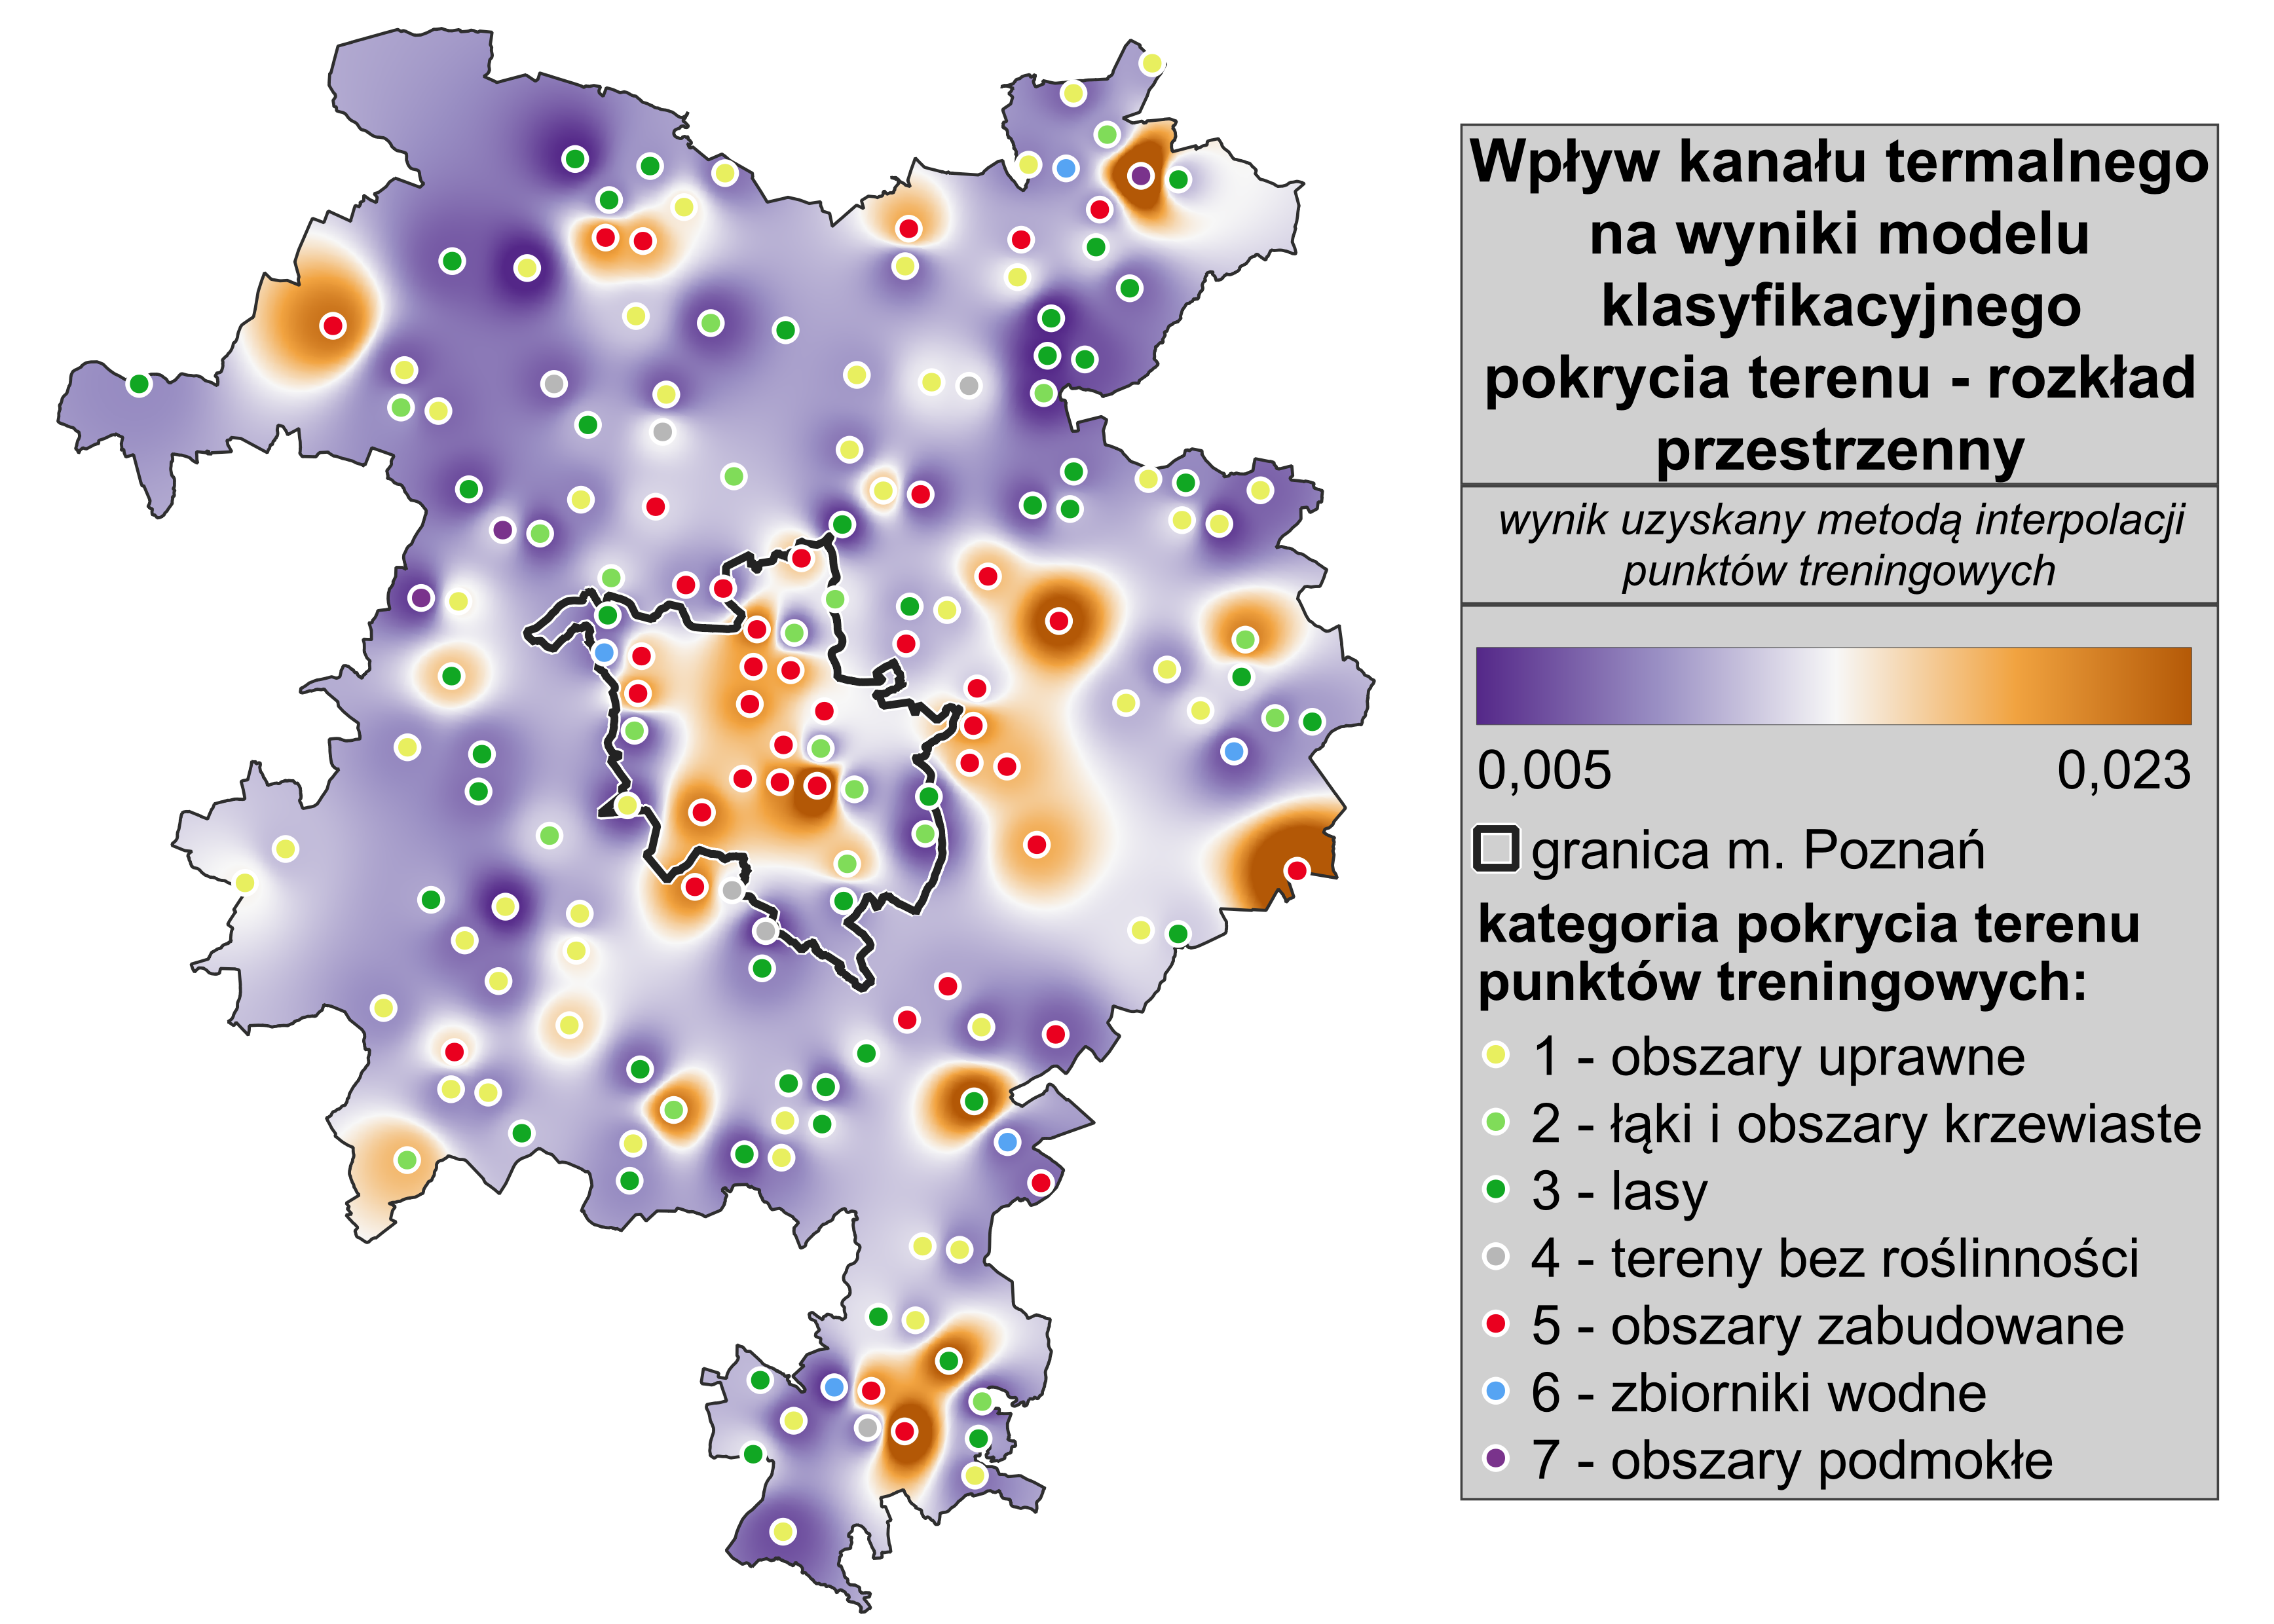 Wpływ kanału termalnego
na wyniki modelu
klasyfikacyjnego
pokrycia terenu - rozkład
przestrzenny
wynik uzyskany metodą interpolacji
punktów treningowych
0,005
0,023
granica m. Poznań
kategoria pokrycia terenu
punktów treningowych:
1 - obszary uprawne
2 - łąki i obszary krzewiaste
3 - lasy
4 - tereny bez roślinności
5 - obszary zabudowane
6 - zbiorniki wodne
7 - obszary podmokłe